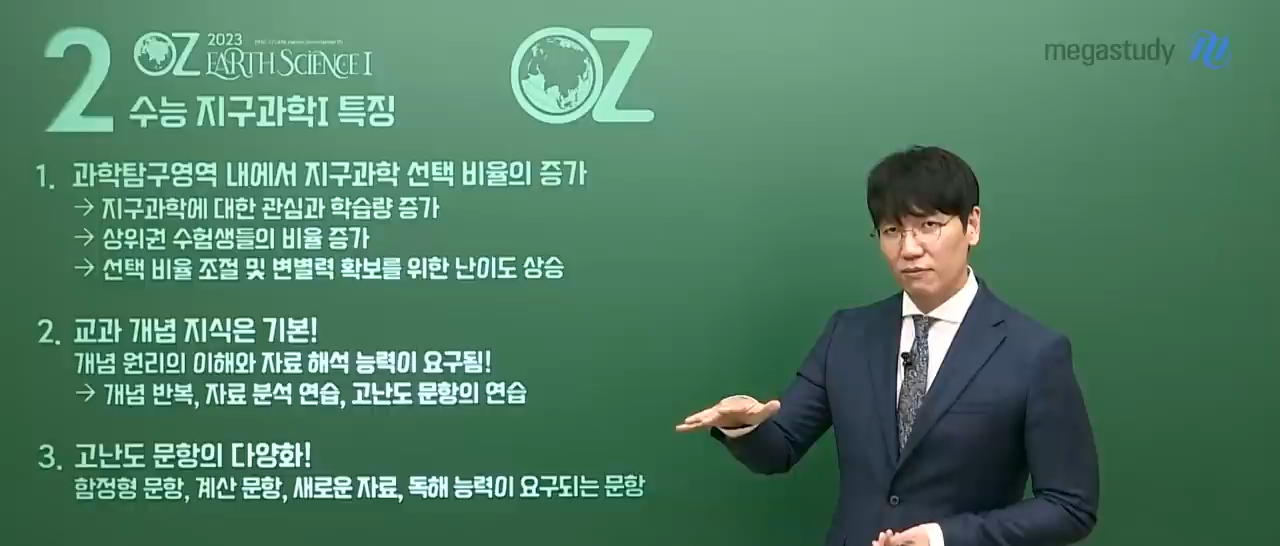 2
OZ 2023 EARTH SCIENCE I
수능 지구과학I 특징
OZ
megastudy
1. 과학탐구영역 내에서 지구과학 선택 비율의 증가
→ 지구과학에 대한 관심과 학습량 증가
→ 상위권 수험생들의 비율 증가
→ 선택 비율 조절 및 변별력 확보를 위한 난이도 상승
2. 교과 개념 지식은 기본!
개념 원리의 이해와 자료 해석 능력이 요구됨!
→ 개념 반복, 자료 분석 연습, 고난도 문항의 연습
3. 고난도 문항의 다양화!
함정형 문항, 계산 문항, 새로운 자료, 독해 능력이 요구되는 문항